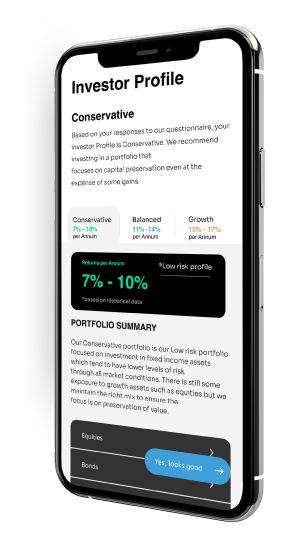 Investor Profile
Conservative
Based on your responses to our questionnaire, your
Investor Profile is Conservative. We recommend
investing in a portfolio that
focuses on capital preservation even at the
expense of some gains.
Conservative Balanced Growth
7% - 10% 11% -14% 15% - 17%
per Annum per Annum per Annum
Returns per Annum
*Low risk profile
7% - 10%
*based on historical data
PORTFOLIO SUMMARY
Our Conservative portfolio is our Low risk portfolio
focused on investment in fixed income assets
which tend to have lower levels of risk
through all market conditions. There is still some
exposure to growth assets such as equities but we
maintain the right mix to ensure the
focus is on preservation of value.
Equities
Yes, looks good
Bonds